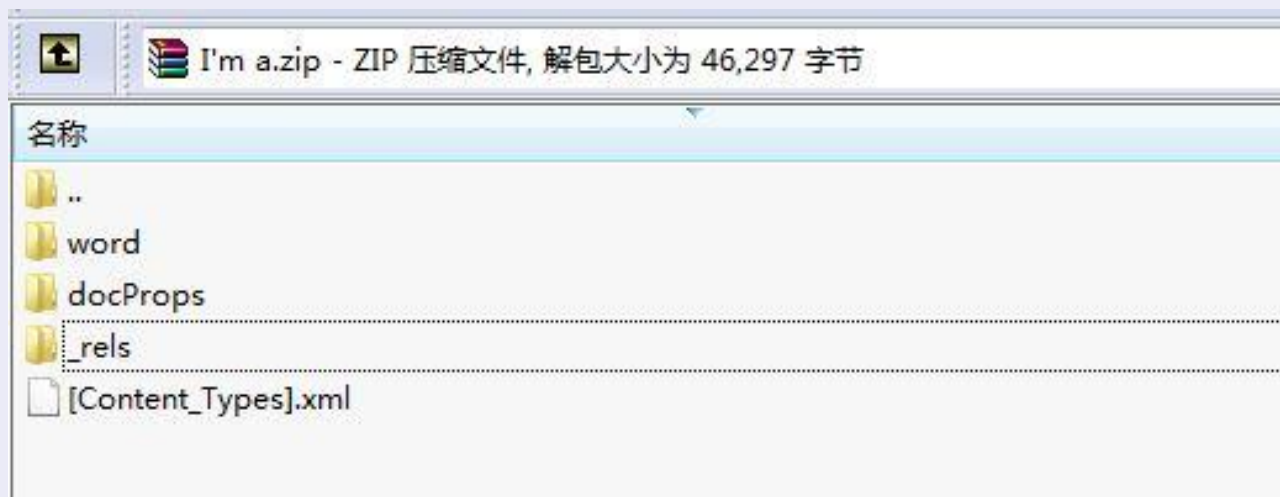 I'm a.zip - ZIP 压缩文件, 解包大小为 46,297 字节
名称
..
word
docProps
_rels
[Content_Types].xml